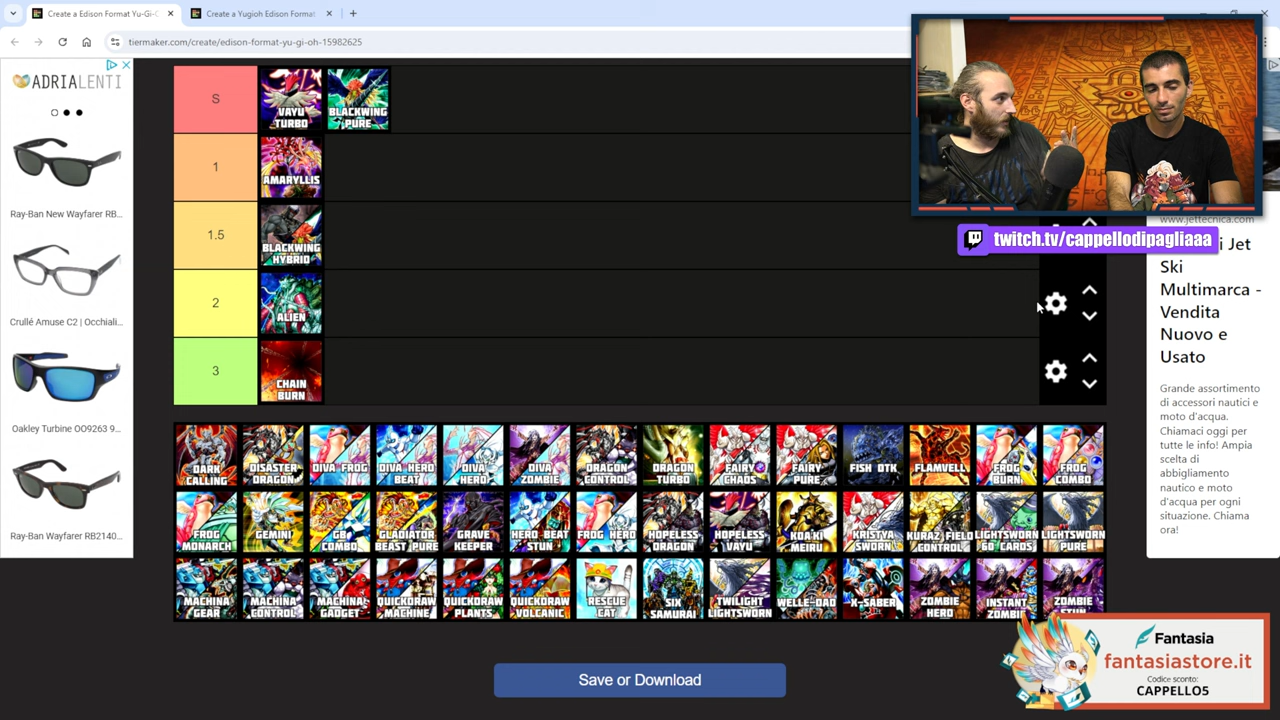 Create a Edison Format Yu-Gi-O
Create a Yugioh Edison Format
tiermaker.com/create/edison-format-yu-gi-oh-15982625
ADRIALENTI
Ray-Ban New Wayfarer RB...
Crullé Amuse C2 | Occhiali...
Oakley Turbine OO9263 9...
Ray-Ban Wayfarer RB2140...
S
VAYU TURBO
BLACKWING PURE
1
AMARYLLIS
1.5
BLACKWING HYBRID
2
ALIEN
3
CHAIN BURN
DARK CALLING
DISASTER DRAGON
DIVA FROG
DIVA HERO BEAT
DIVA HERO
DIVA ZOMBIE
DRAGON CONTROL
DRAGON TURBO
FAIRY CHAOS
FAIRY PURE
FISH OTK
FLAMVELL
FROG BURN
FROG COMBO
FROG MONARCH
GEMINI
GB COMBO
GLADIATOR BEAST PURE
KEEPER
HERO BEAT STUN
FROG HERO
HOPELESS DRAGON
HOPELESS VAYU
KOA'KI MEIRU
KRISTYA SWORN
KURAZ FIELD CONTROL
LIGHTSWORN 60 CARDS
LIGHTSWORN PURE
MACHINA GEAR
MACHINA CONTROL
MACHINA GADGET
QUICKDRAW MACHINE
QUICKDRAW PLANTS
QUICKDRAW VOLCANIC
RESCUE CAT
SIX SAMURAI
TWILIGHT LIGHTSWORN
WELLE-DAD
X-SABER
ZOMBIE HERO
INSTANT ZOMBIE
ZOMBIE STUN
Save or Download
twitch.tv/cappellodipagliaaa
www.jettecnica.com
i Jet
Ski
Multimarca -
Vendita
Nuovo e
Usato
Grande assortimento
di accessori nautici e
moto d'acqua.
Chiamaci oggi per
tutte le info! Ampia
scelta di
abbigliamento
nautico e moto
d'acqua per ogni
situazione. Chiama
ora!
Fantasia
fantasiastore.it
Codice sconto:
CAPPELLO5